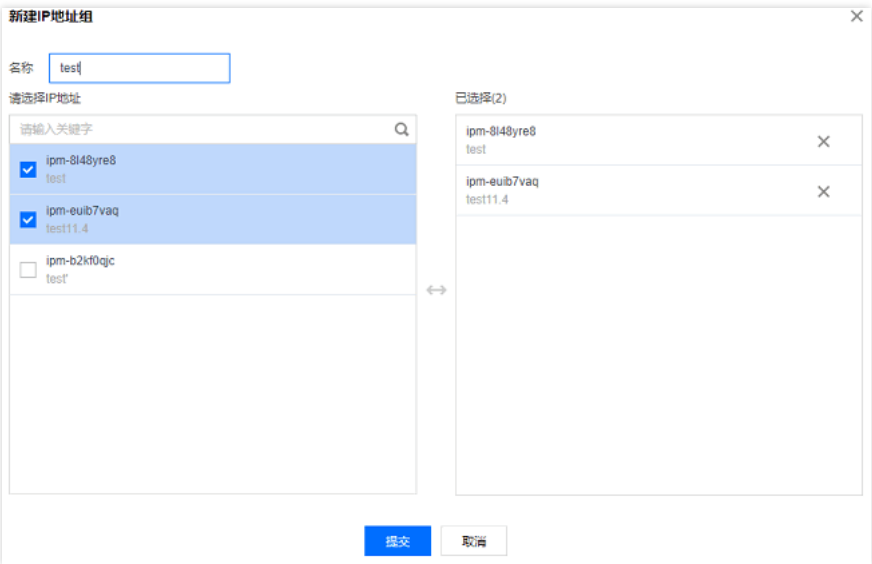 新建IP地址组
名称 test
请选择IP地址
请输入关键字
ipm-8l48yre8
test
ipm-euib7vaq
test11.4
ipm-b2kf0qjc
test'
已选择(2)
ipm-8l48yre8
test
ipm-euib7vaq
test11.4
提交 取消